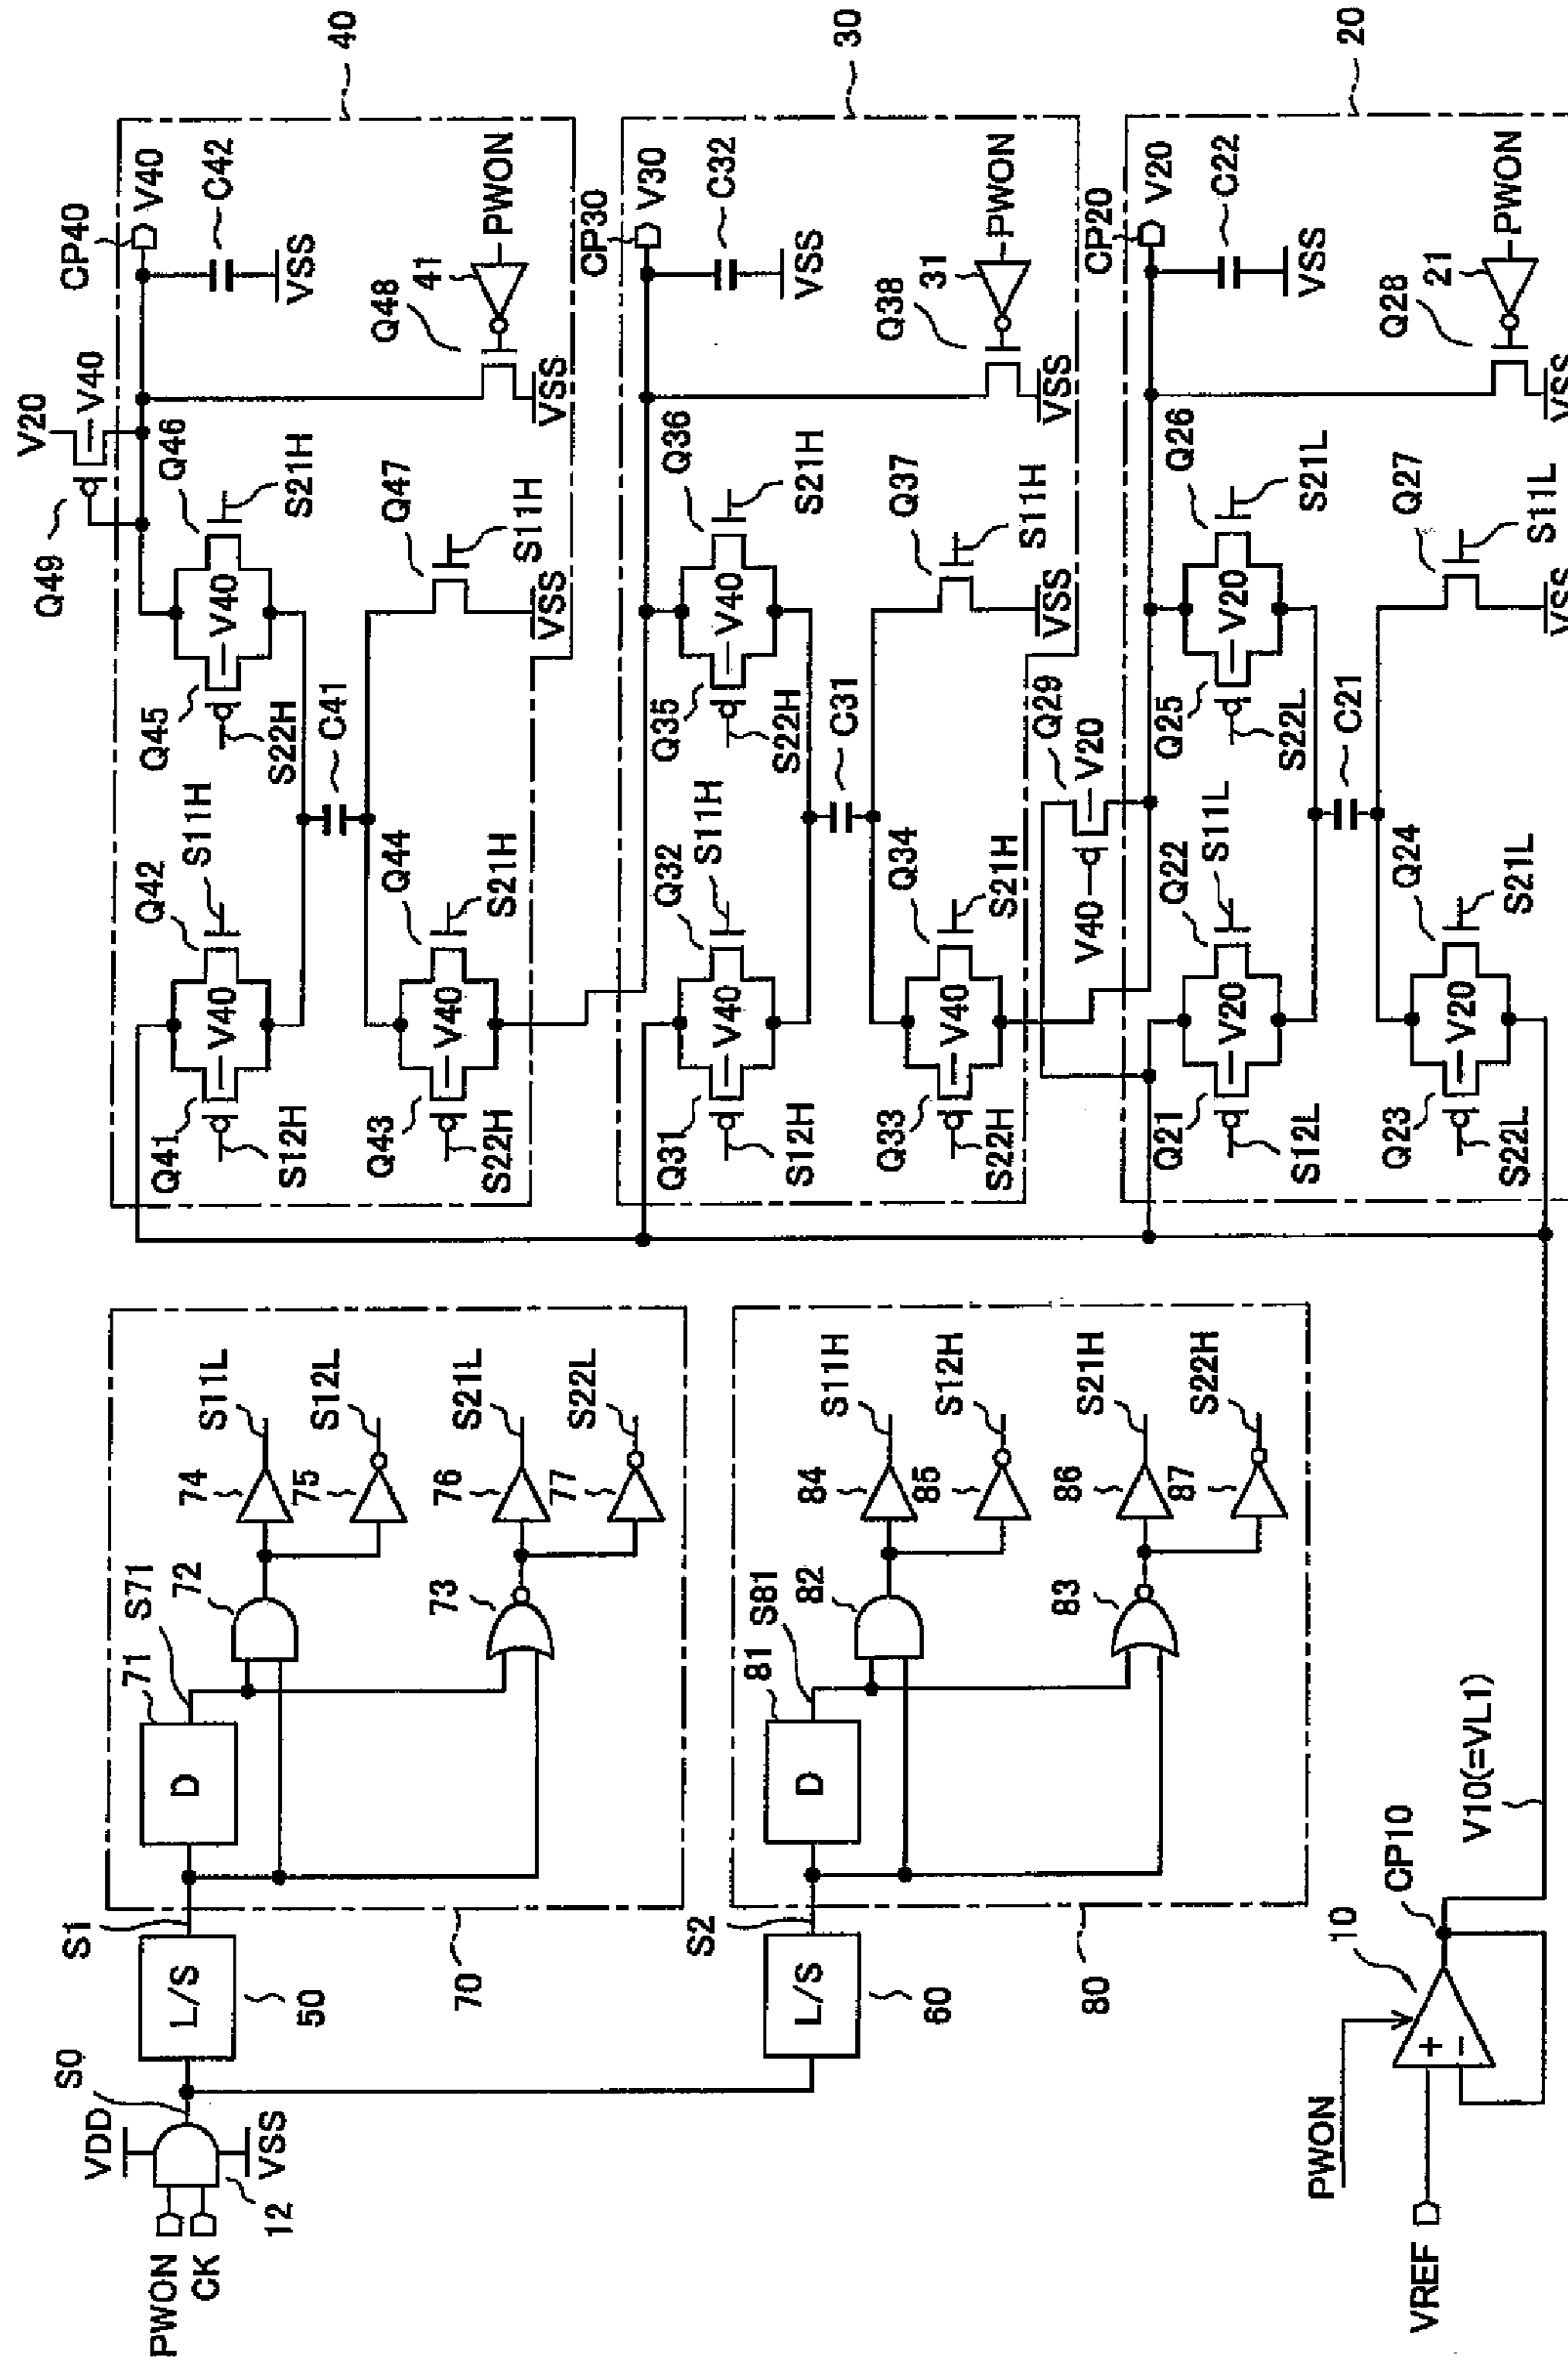 PWON
CK
12
VDD
VSS
S0
L/S
50
S1
70
D
71
S71
72
73
74
S11L
75
S12L
76
S21L
77
S22L
L/S
60
S2
80
D
81
S81
82
83
84
S11H
85
S12H
86
S21H
87
S22H
PWON
VREF
+
−
10
CP10
V10(=VL1)
40
Q41
V40
Q42
S12H
S11H
Q43
V40
Q44
S22H
S21H
C41
Q45
V40
Q46
S22H
S21H
Q47
S11H
VSS
Q49
V20
V40
CP40
V40
C42
VSS
Q48
41
PWON
VSS
30
Q31
V40
Q32
S12H
S11H
Q33
V40
Q34
S22H
S21H
C31
Q35
V40
Q36
S22H
S21H
Q37
S11H
VSS
CP30
V30
C32
VSS
Q38
31
PWON
VSS
V40
Q29
V20
20
Q21
V20
Q22
S12L
S11L
Q23
V20
Q24
S22L
S21L
C21
Q25
V20
Q26
S22L
S21L
Q27
S11L
VSS
CP20
V20
C22
VSS
Q28
21
PWON
VSS